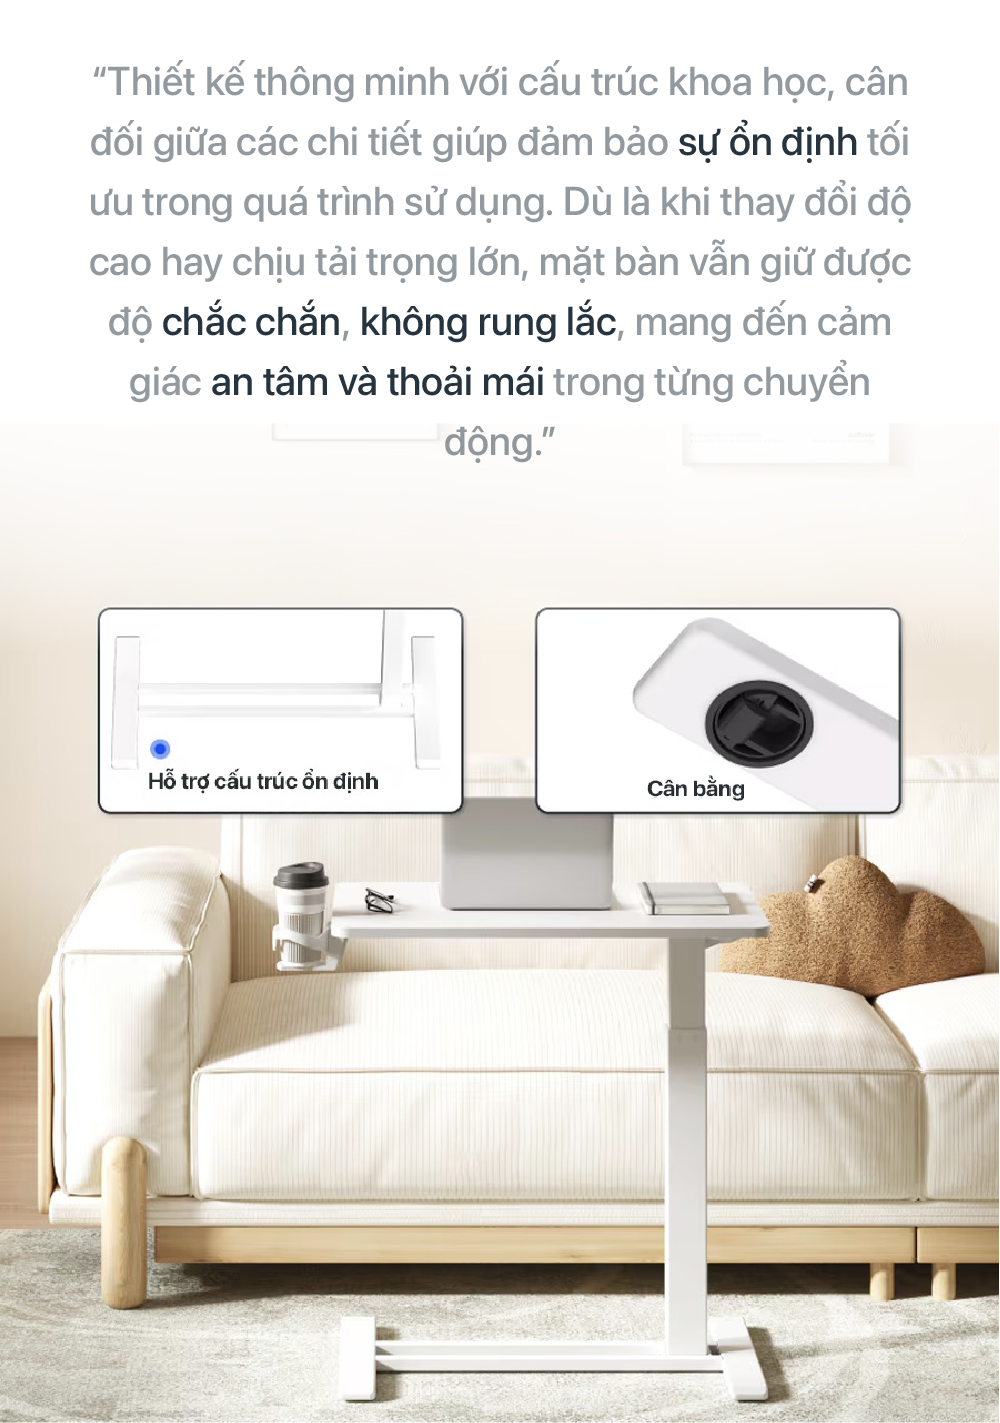 “Thiết kế thông minh với cấu trúc khoa học, cân
đối giữa các chi tiết giúp đảm bảo sự ổn định tối
ưu trong quá trình sử dụng. Dù là khi thay đổi độ
cao hay chịu tải trọng lớn, mặt bàn vẫn giữ được
độ chắc chắn, không rung lắc, mang đến cảm
giác an tâm và thoải mái trong từng chuyển
động.”
Hỗ trợ cấu trúc ổn định
Cân bằng